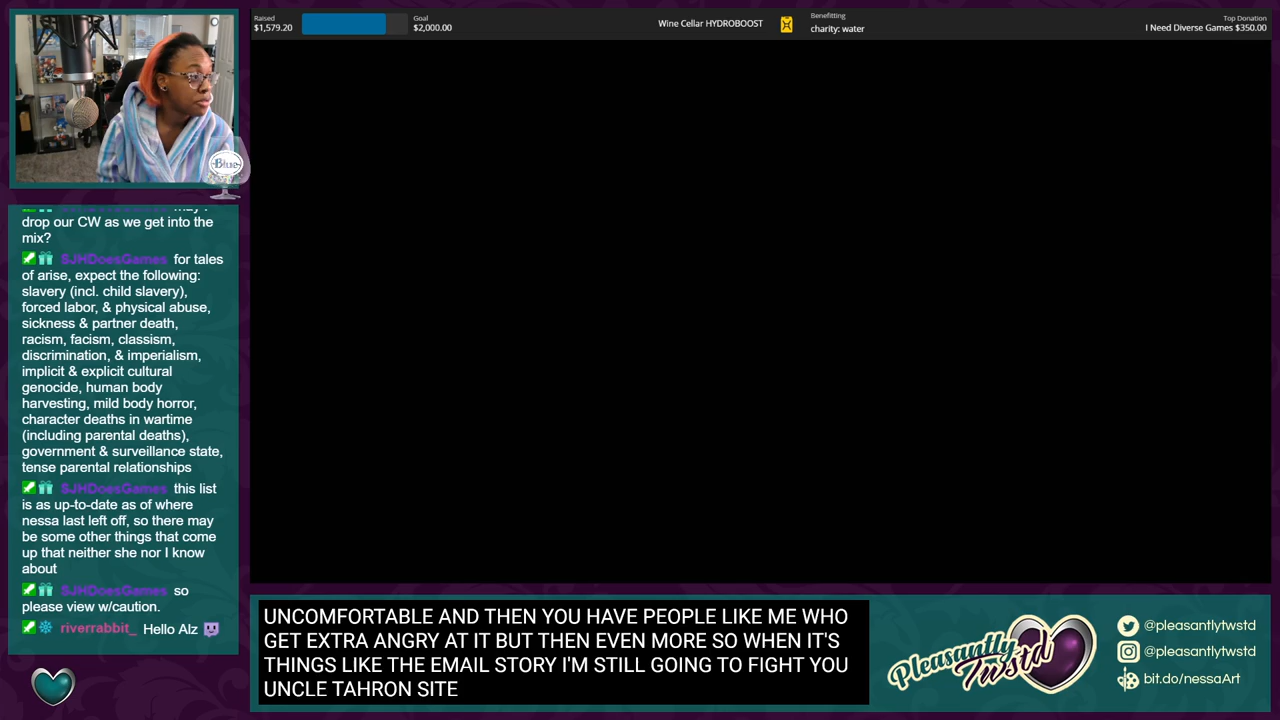 Raised
$1,579.20
Goal
$2,000.00
Wine Cellar HYDROBOOST
Benefitting
charity: water
Top Donation
I Need Diverse Games $350.00
Blue
drop our CW as we get into the
mix?
SJHDoesGames for tales
of arise, expect the following:
slavery (incl. child slavery),
forced labor, & physical abuse,
sickness & partner death,
racism, facism, classism,
discrimination, & imperialism,
implicit & explicit cultural
genocide, human body
harvesting, mild body horror,
character deaths in wartime
(including parental deaths),
government & surveillance state,
tense parental relationships
SJHDoesGames this list
is as up-to-date as of where
nessa last left off, so there may
be some other things that come
up that neither she nor I know
about
SJHDoesGames so
please view w/caution.
riverrabbit_ Hello Alz
UNCOMFORTABLE AND THEN YOU HAVE PEOPLE LIKE ME WHO
GET EXTRA ANGRY AT IT BUT THEN EVEN MORE SO WHEN IT'S
THINGS LIKE THE EMAIL STORY I'M STILL GOING TO FIGHT YOU
UNCLE TAHRON SITE
Pleasantly
Twstd
@pleasantlytwstd
@pleasantlytwstd
bit.do/nessaArt